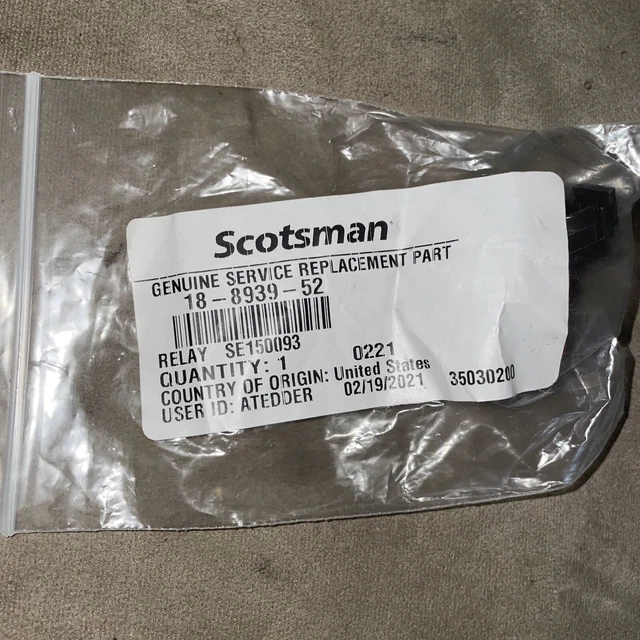 Scotsman
GENUINE SERVICE REPLACEMENT PART
18-8939-52
RELAY SE150093
QUANTITY: 1 0221
COUNTRY OF ORIGIN: United States
USER ID: ATEDDER 02/19/2021 35030200